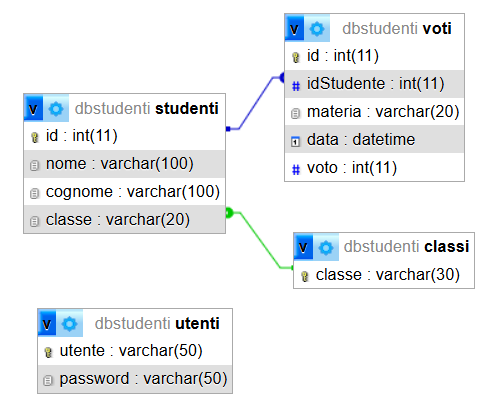 v dbstudenti studenti
id : int(11)
nome : varchar(100)
cognome : varchar(100)
classe : varchar(20)
v dbstudenti voti
id : int(11)
# idStudente : int(11)
materia : varchar(20)
data : datetime
# voto : int(11)
v dbstudenti classi
classe : varchar(30)
v dbstudenti utenti
utente : varchar(50)
password : varchar(50)